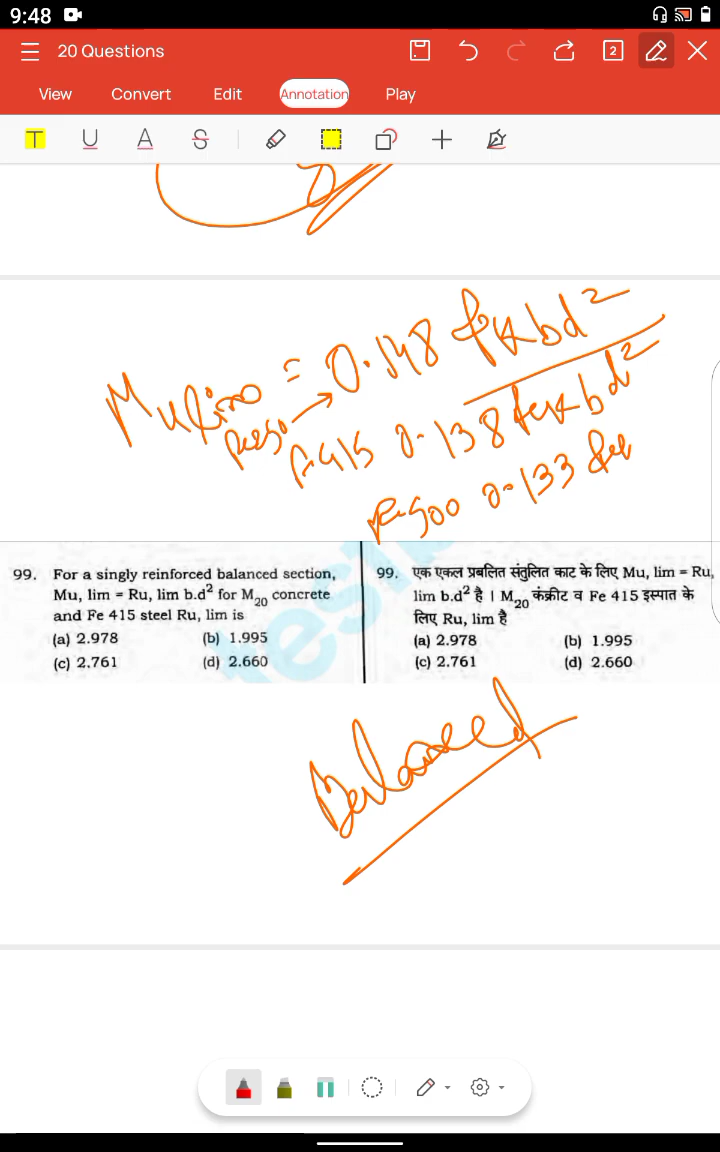 9:48
20 Questions
2
View Convert Edit Annotation Play
T U A S
Mulim = 0.148 fck bd²
Fe250
Fe415 0.138 fck bd²
Fe500 0.133 fck
99. For a singly reinforced balanced section,
Mu, lim = Ru, lim b.d² for M₂₀ concrete
and Fe 415 steel Ru, lim is
(a) 2.978 (b) 1.995
(c) 2.761 (d) 2.660
99. एक एकल प्रबलित संतुलित काट के लिए Mu, lim = Ru,
lim b.d² है । M₂₀ कंक्रीट व Fe 415 इस्पात के
लिए Ru, lim है
(a) 2.978 (b) 1.995
(c) 2.761 (d) 2.660
Balanced